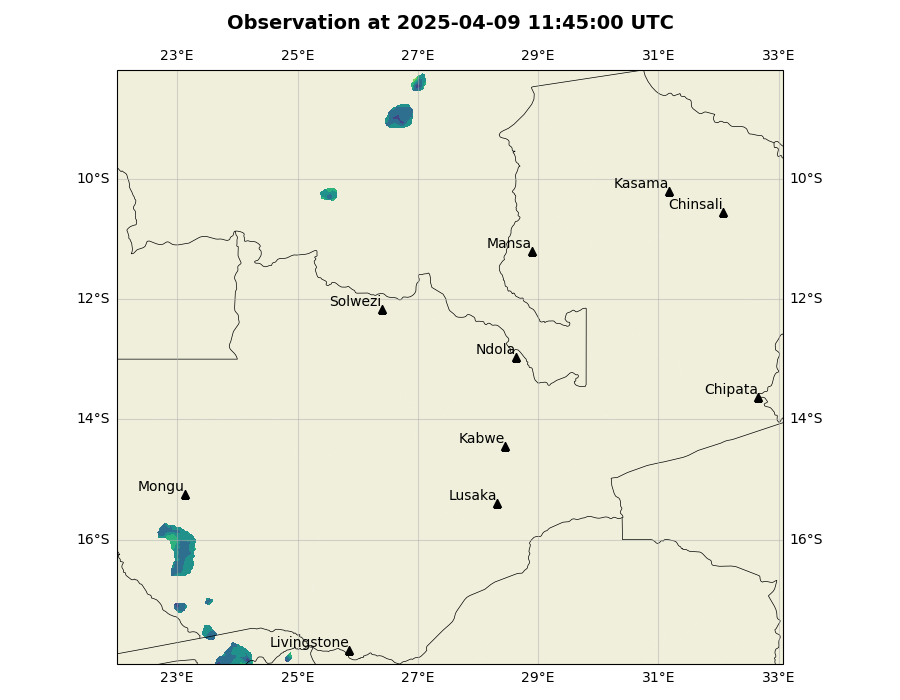 Observation at 2025-04-09 11:45:00 UTC
23°E 25°E 27°E 29°E 31°E 33°E
10°S 10°S
Kasama
Chinsali
Mansa
12°S 12°S
Solwezi
Ndola
Chipata
14°S 14°S
Kabwe
Mongu
Lusaka
16°S 16°S
Livingstone
23°E 25°E 27°E 29°E 31°E 33°E